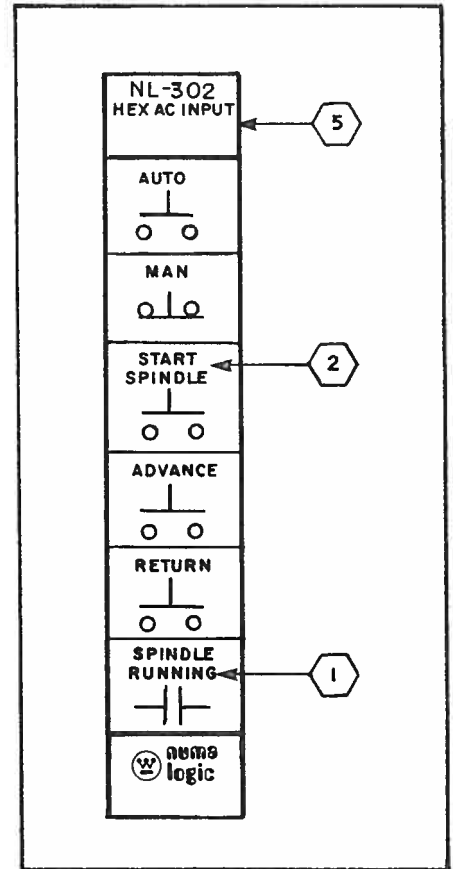 NL-302
HEX AC INPUT
5
AUTO
MAN
START
SPINDLE
2
ADVANCE
RETURN
SPINDLE
RUNNING
1
W
numa
logic